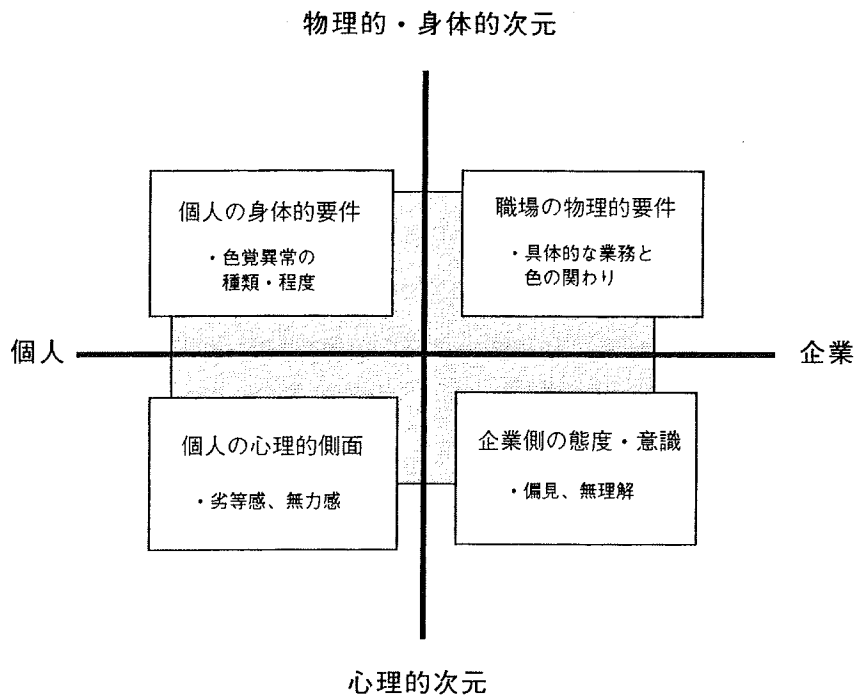 物理的・身体的次元
個人の身体的要件
・色覚異常の
種類・程度
職場の物理的要件
・具体的な業務と
色の関わり
個人
企業
個人の心理的側面
・劣等感、無力感
企業側の態度・意識
・偏見、無理解
心理的次元